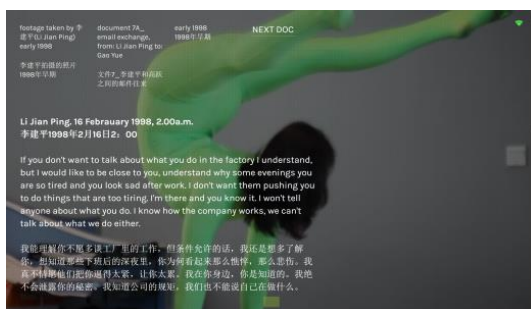 footage taken by 李
建平(Li Jian Ping)
early 1998
李建平拍摄的照片
1998年早期
document 7A_
email exchange,
from: Li Jian Ping to:
Gao Yue
文件7_李建平和
之间的邮件往来
early 1998
1998年早期
NEXT DOC
Li Jian Ping. 16 Febrauary 1998, 2.00a.m.
李建平1998年2月16日2：00
If you don't want to talk about what you do in the factory I understand,
but I would like to be close to you, understand why some evenings you
are so tired and you look sad after work. I don't want them pushing you
to do things that are too tiring. I'm there and you know it. I won't tell
anyone about what you do. I know how the company works, we can't
talk about what we do either.
我能理解你不愿多谈工厂里的工作，但条件允许的话，我还是想多了解
你，想知道那些下班后的深夜里，你为何看起来那么憔悴，那么悲伤。我
真不情愿他们把你逼得太紧，让你太累。我在你身边，你是知道的。我绝
不会泄露你的秘密。我知道公司的规矩，我们也不能说自己在做什么。